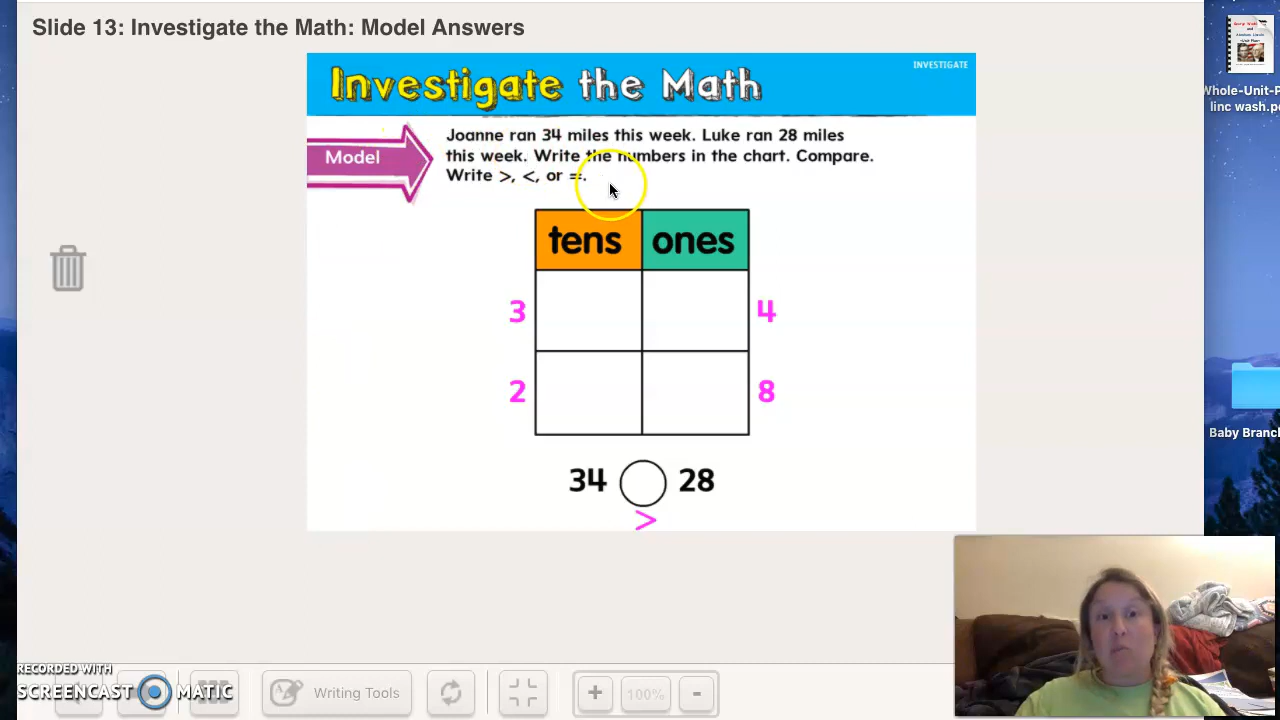 Slide 13: Investigate the Math: Model Answers
INVESTIGATE
Investigate the Math
Model
Joanne ran 34 miles this week. Luke ran 28 miles
this week. Write the numbers in the chart. Compare.
Write >, <, or =.
tens ones
3 4
2 8
34 28
>
Whole-Unit-P
linc wash.p
Baby Branch
RECORDED WITH
SCREENCAST MATIC
Writing Tools
+ 100% -